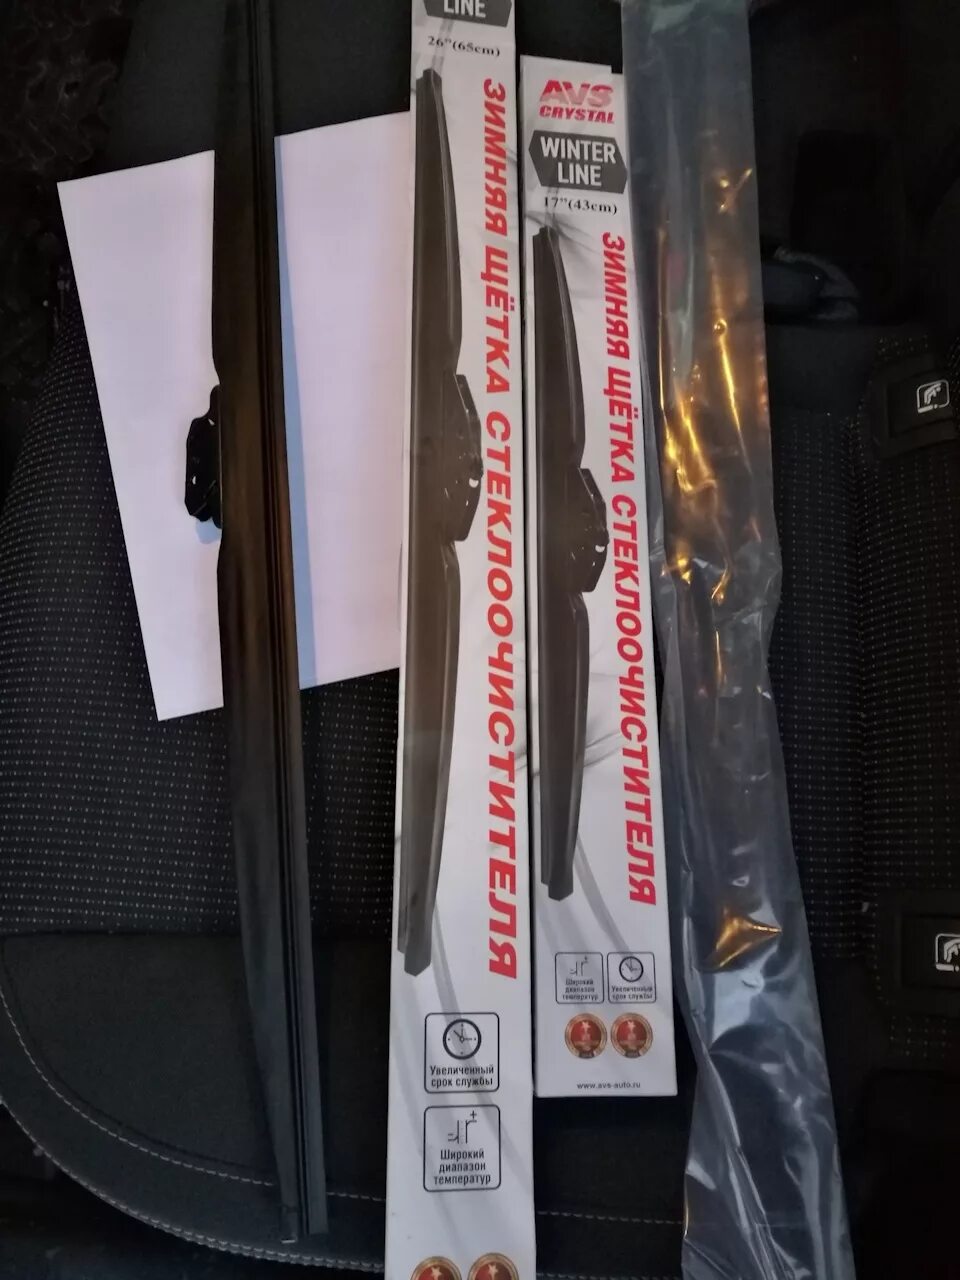 LINE
26"(65cm)
ЗИМНЯЯ ЩЁТКА СТЕКЛООЧИСТИТЕЛЯ
Увеличенный
срок службы
Широкий
диапазон
температур
AVS
CRYSTAL
WINTER
LINE
17"(43cm)
ЗИМНЯЯ ЩЁТКА СТЕКЛООЧИСТИТЕЛЯ
Широкий
диапазон
температур
Увеличенный
срок службы
www.avs-auto.ru